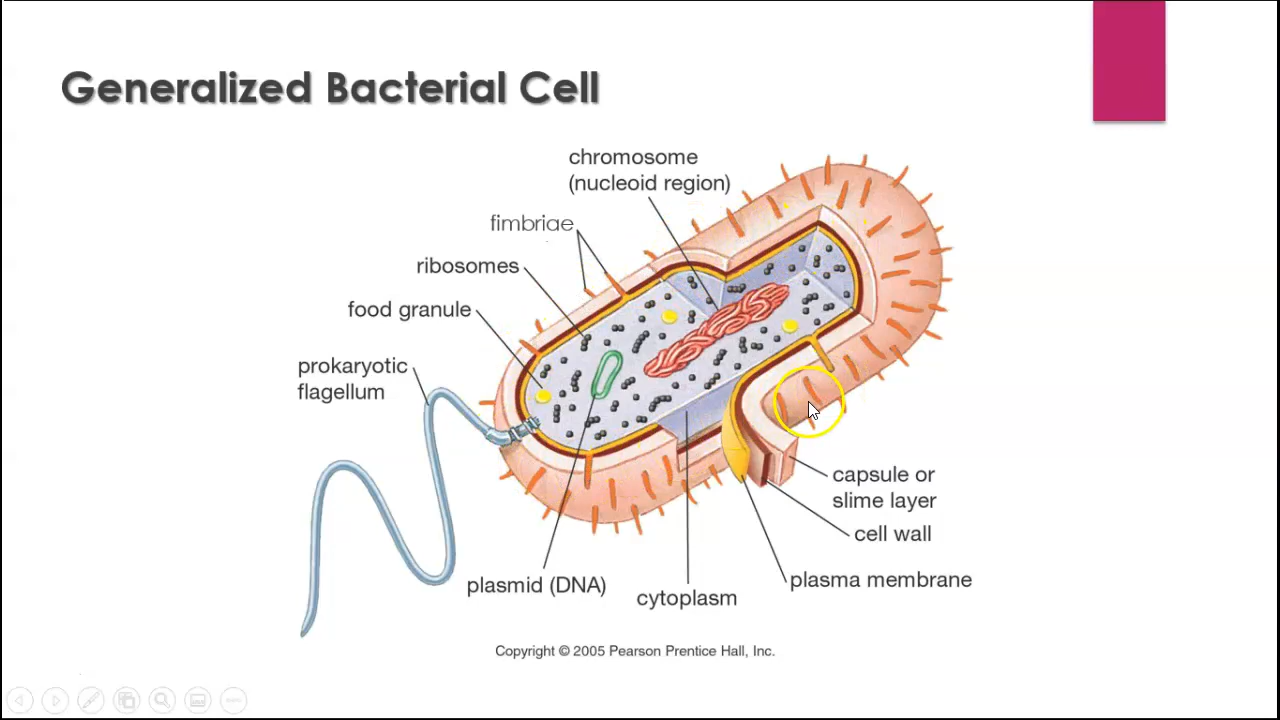 Generalized Bacterial Cell
chromosome
(nucleoid region)
fimbriae
ribosomes
food granule
prokaryotic
flagellum
capsule or
slime layer
cell wall
plasma membrane
plasmid (DNA)
cytoplasm
Copyright © 2005 Pearson Prentice Hall, Inc.